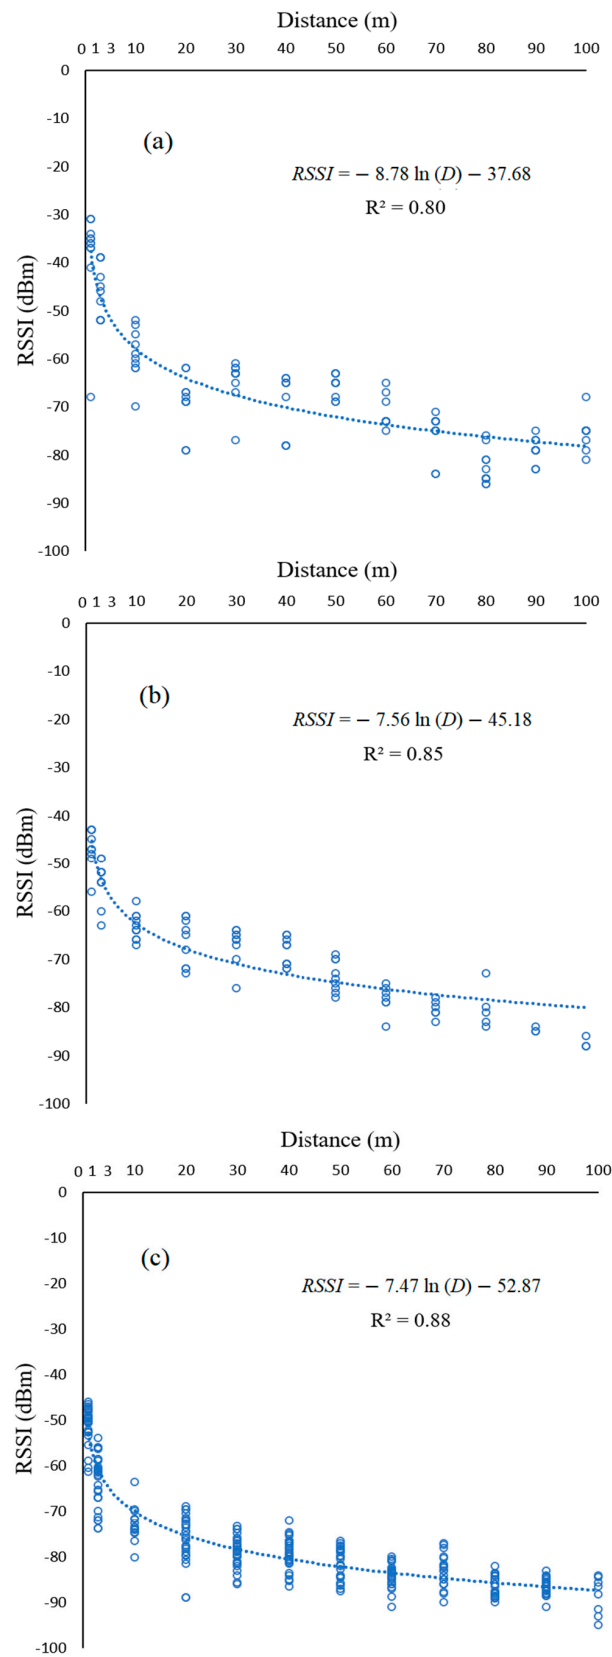 Distance (m)
0 1 3 10 20 30 40 50 60 70 80 90 100
0
-10
(a)
-20
RSSI = − 8.78 ln (D) − 37.68
R² = 0.80
-30
-40
RSSI (dBm)
-50
-60
-70
-80
-90
-100
Distance (m)
0 1 3 10 20 30 40 50 60 70 80 90 100
0
-10
(b)
-20
RSSI = − 7.56 ln (D) − 45.18
R² = 0.85
-30
-40
RSSI (dBm)
-50
-60
-70
-80
-90
-100
Distance (m)
0 1 3 10 20 30 40 50 60 70 80 90 100
0
-10
(c)
-20
RSSI = − 7.47 ln (D) − 52.87
R² = 0.88
-30
-40
RSSI (dBm)
-50
-60
-70
-80
-90
-100